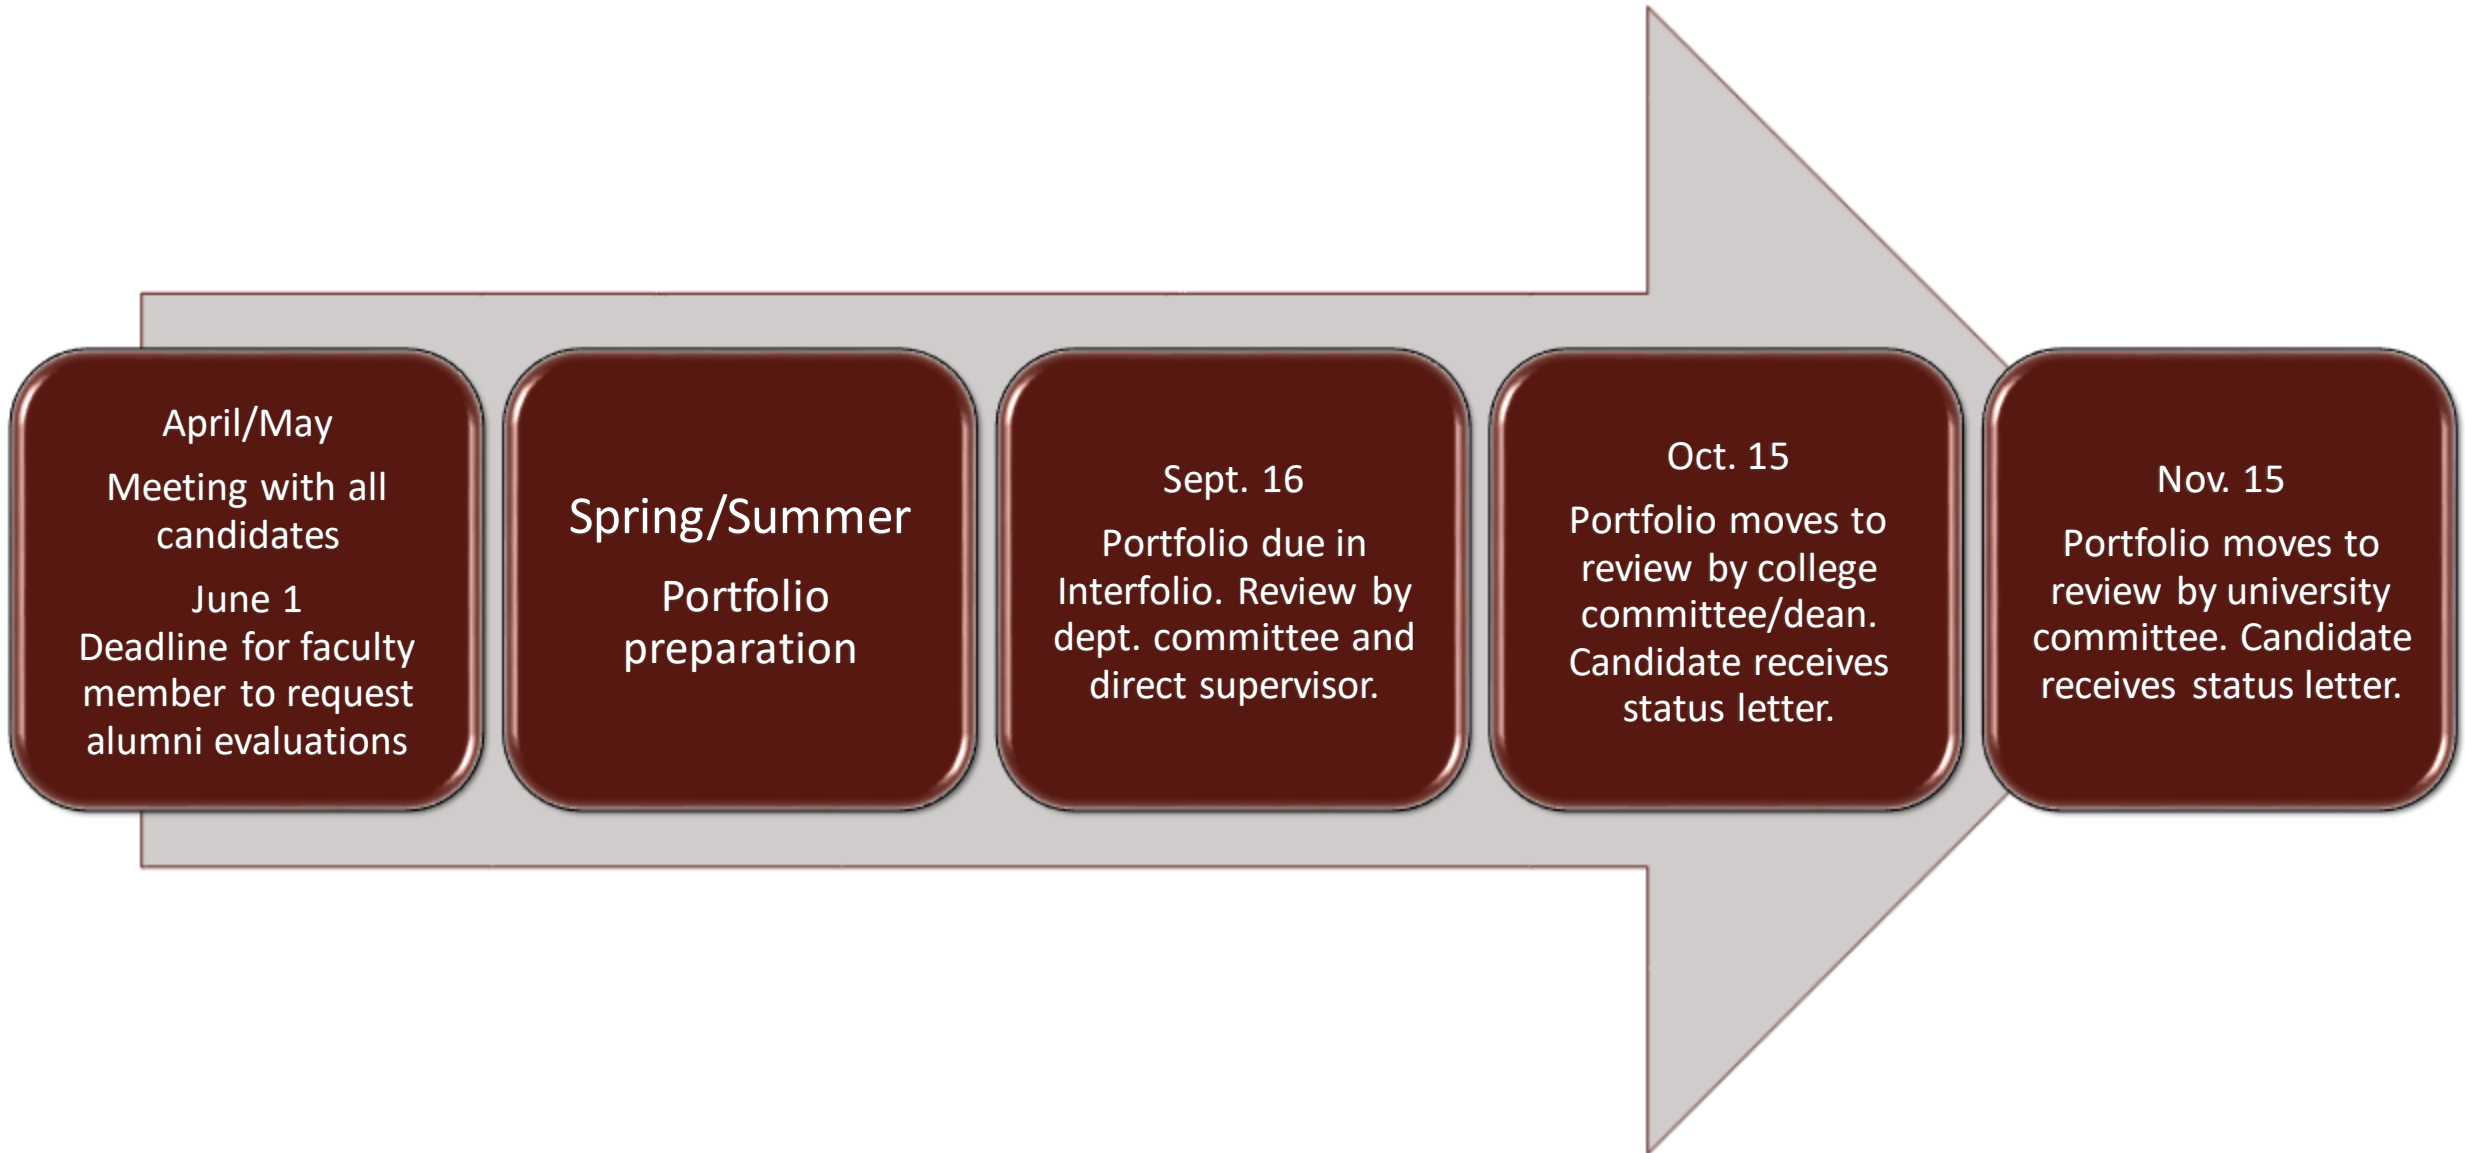 April/May
Meeting with all
candidates
June 1
Deadline for faculty
member to request
alumni evaluations
Spring/Summer
Portfolio
preparation
Sept. 16
Portfolio due in
Interfolio. Review by
dept. committee and
direct supervisor.
Oct. 15
Portfolio moves to
review by college
committee/dean.
Candidate receives
status letter.
Nov. 15
Portfolio moves to
review by university
committee. Candidate
receives status letter.